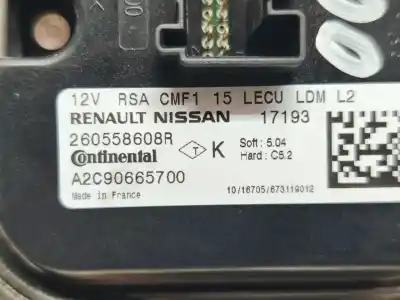 12V RSA CMF1 15 LECU LDM L2
RENAULT NISSAN 17193
260558608R
Continental T K Soft : 5.04
Hard : C5.2
A2C90665700
Made in France 10/16705/673119012